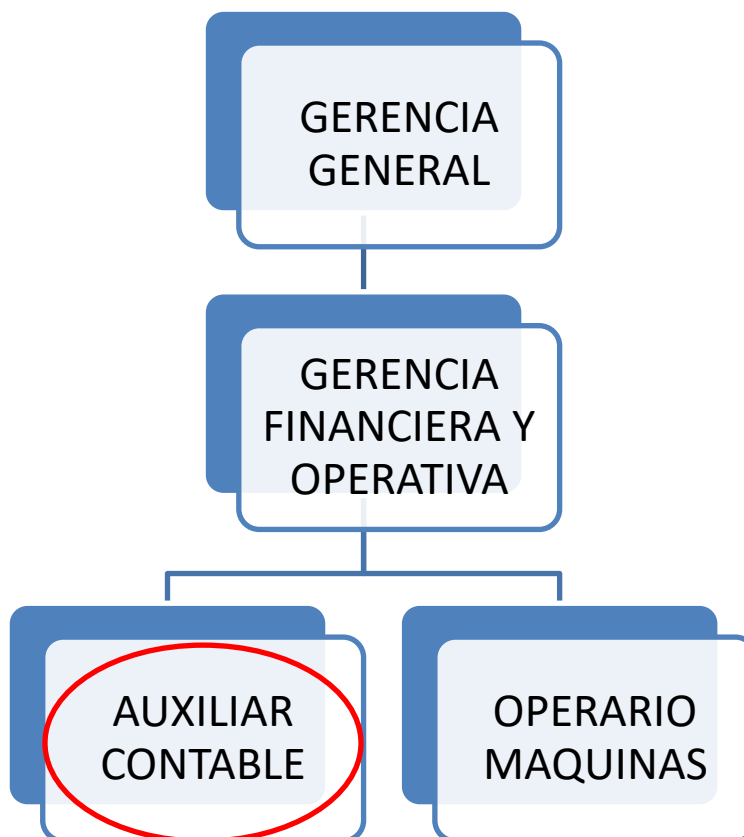 GERENCIA
GENERAL
GERENCIA
FINANCIERA Y
OPERATIVA
AUXILIAR
CONTABLE
OPERARIO
MAQUINAS